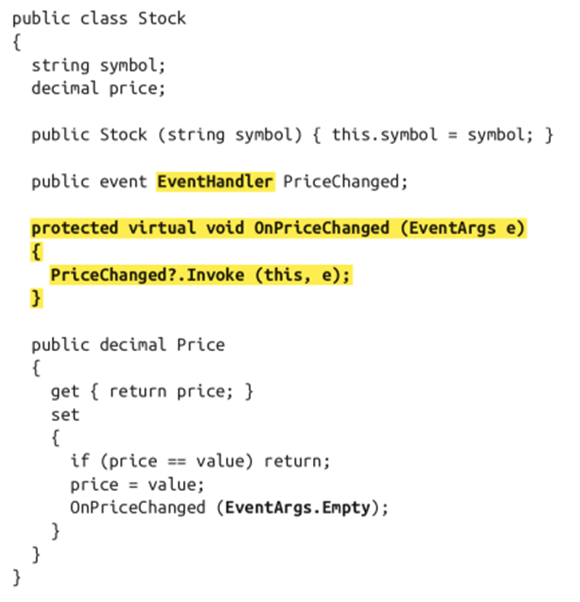 public class Stock
{
  string symbol;
  decimal price;

  public Stock (string symbol) { this.symbol = symbol; }

  public event EventHandler PriceChanged;

  protected virtual void OnPriceChanged (EventArgs e)
  {
    PriceChanged?.Invoke (this, e);
  }

  public decimal Price
  {
    get { return price; }
    set
    {
      if (price == value) return;
      price = value;
      OnPriceChanged (EventArgs.Empty);
    }
  }
}